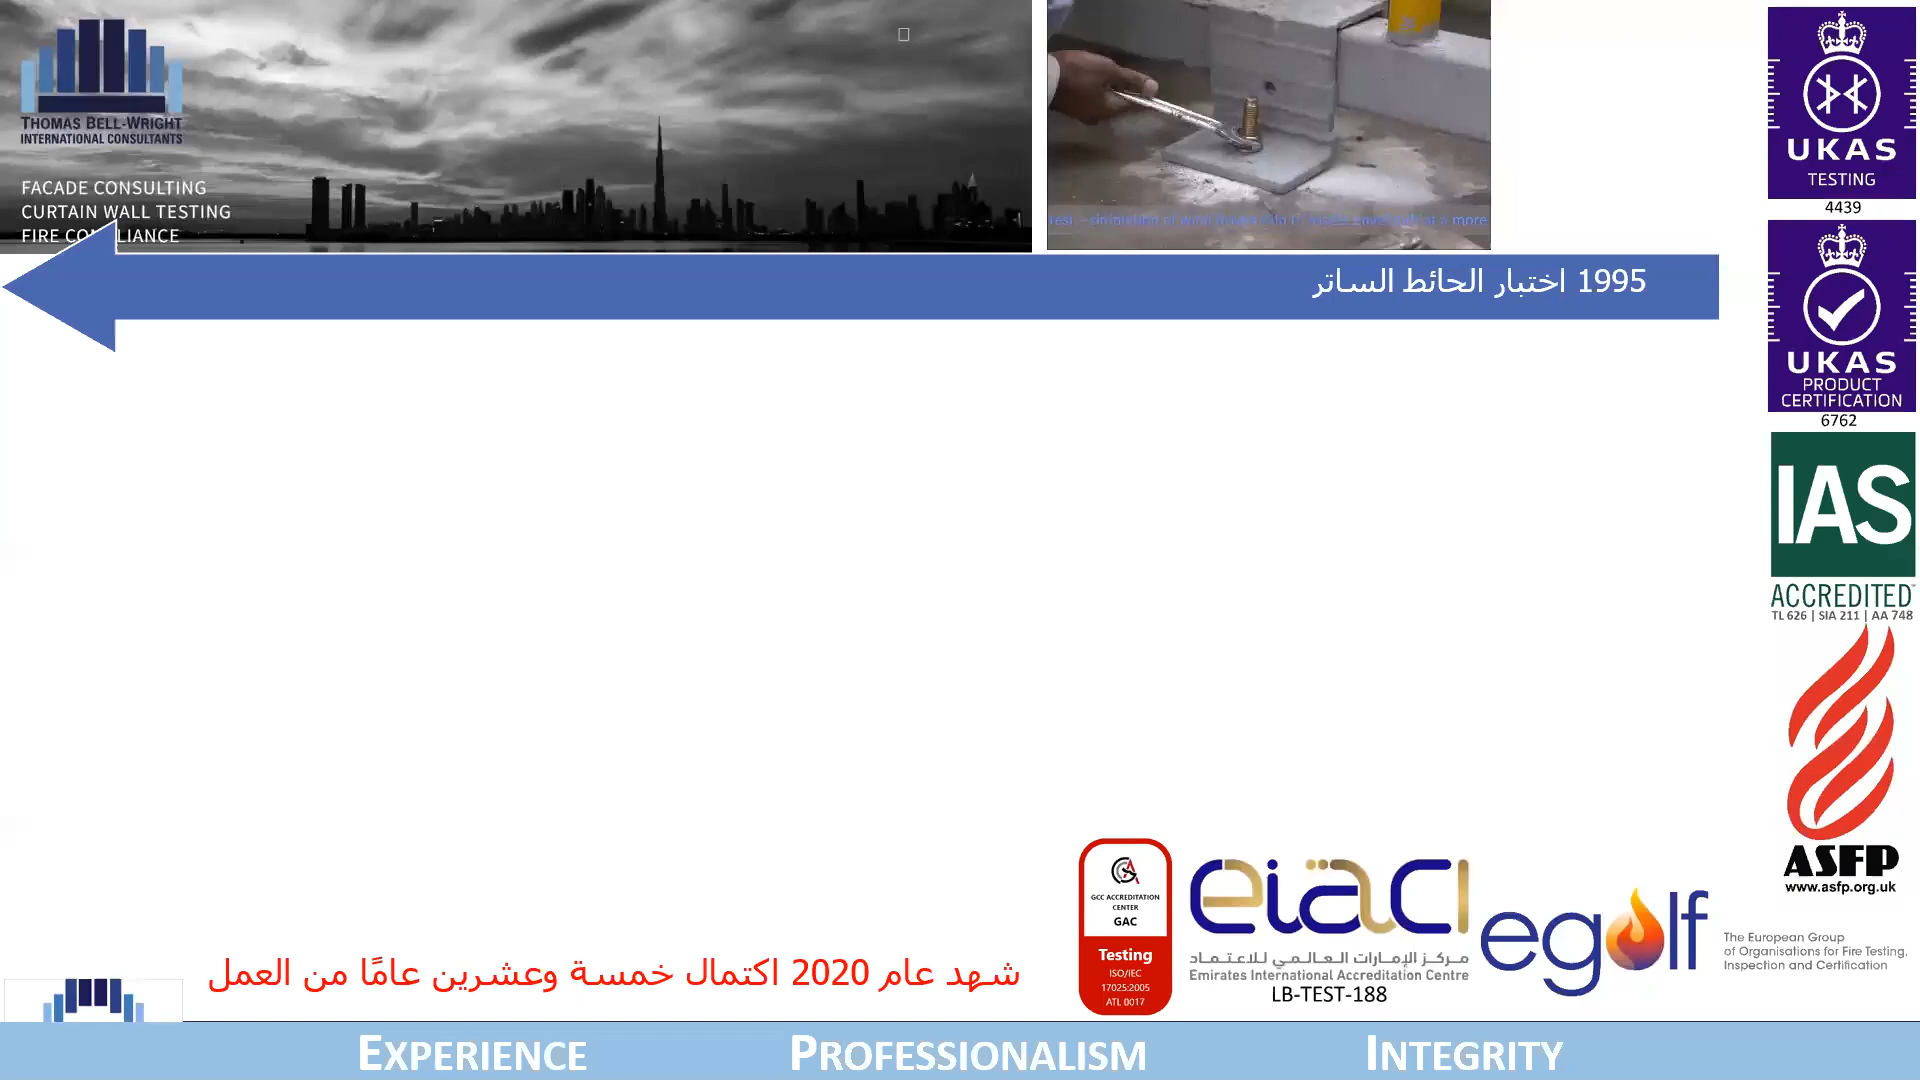 THOMAS BELL-WRIGHT
INTERNATIONAL CONSULTANTS
FACADE CONSULTING
CURTAIN WALL TESTING
FIRE COMPLIANCE
1995 اختبار الحائط الساتر
UKAS
TESTING
4439
UKAS
PRODUCT
CERTIFICATION
6762
IAS
ACCREDITED
TL 626 | SIA 211 | AA 748
ASFP
www.asfp.org.uk
GCC ACCREDITATION
CENTER
GAC
Testing
ISO/IEC
17025:2005
ATL 0017
eiac
مركز الإمارات العالمي للاعتماد
Emirates International Accreditation Centre
LB-TEST-188
egolf
The European Group
of Organisations for Fire Testing,
Inspection and Certification
شهد عام 2020 اكتمال خمسة وعشرين عامًا من العمل
EXPERIENCE PROFESSIONALISM INTEGRITY